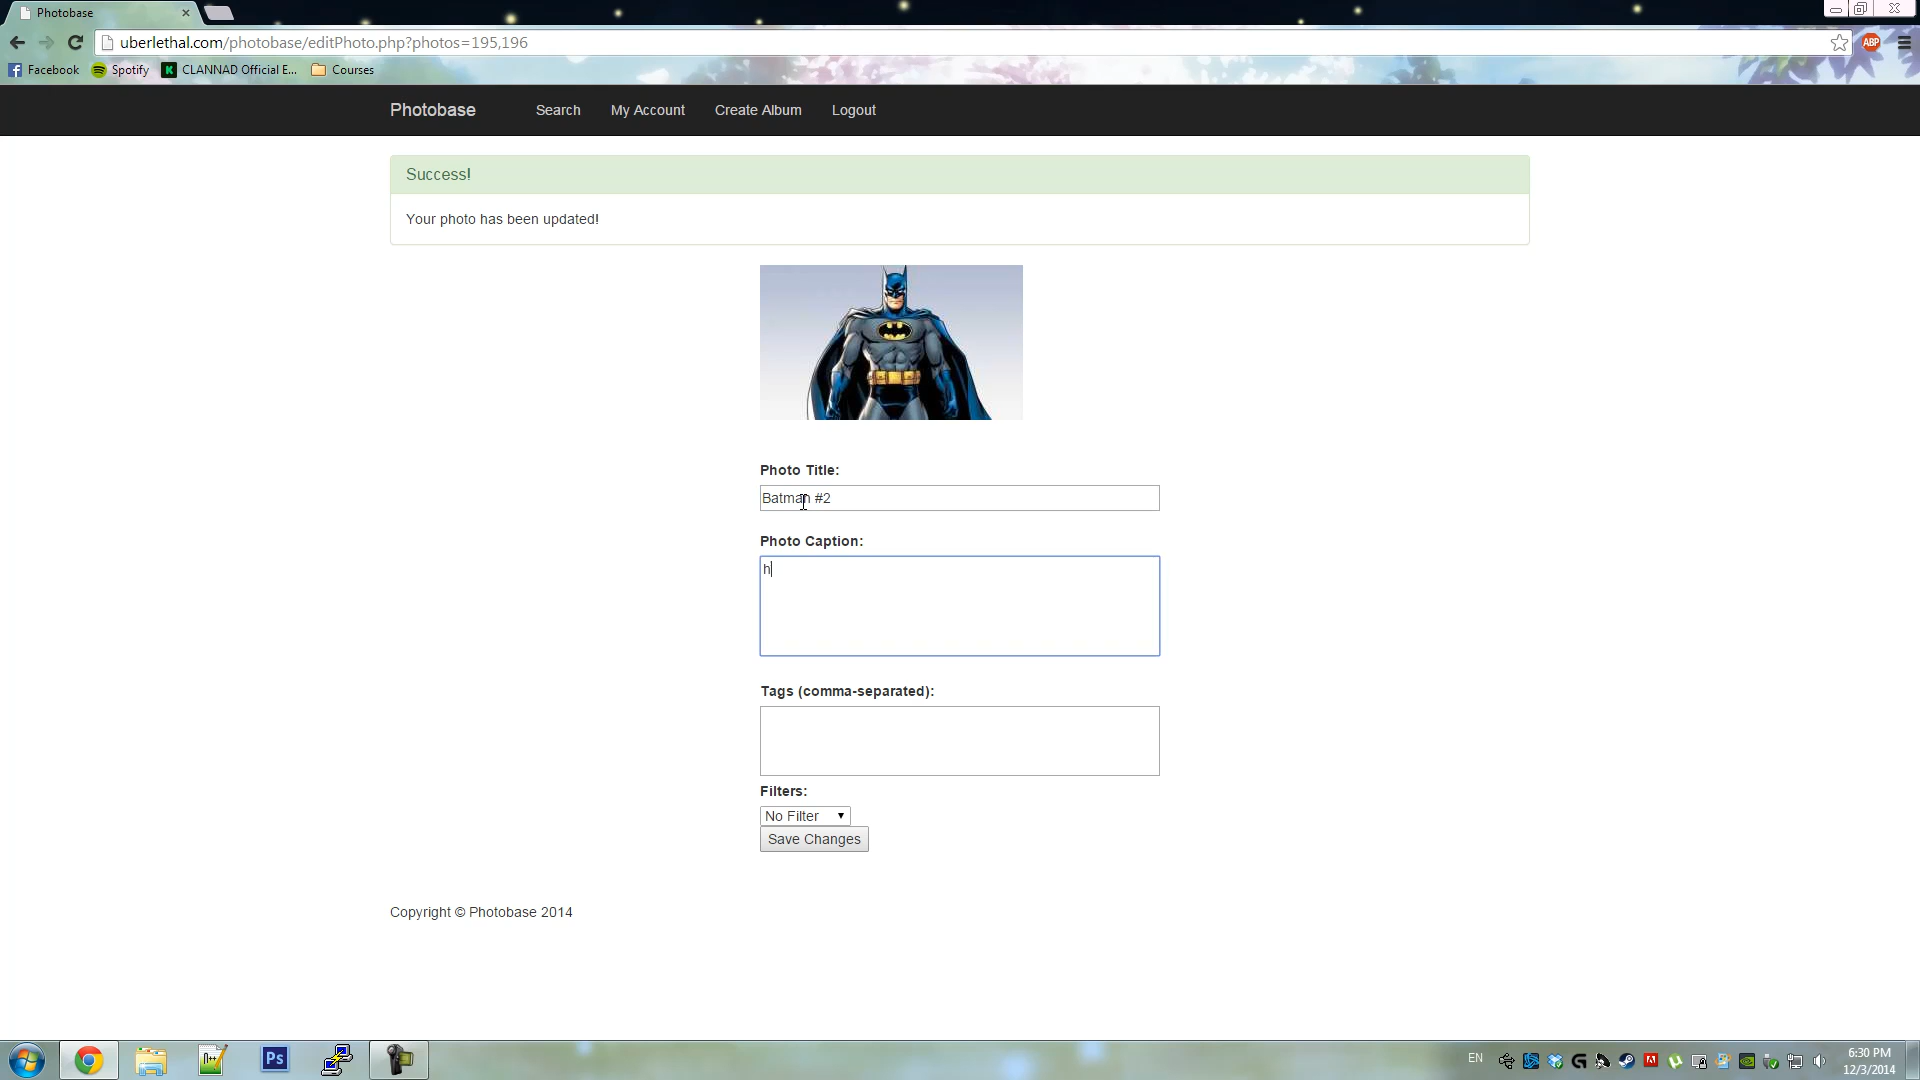 Photobase
uberlethal.com/photobase/editPhoto.php?photos=195,196
ABP
Facebook Spotify CLANNAD Official E... Courses
Photobase Search My Account Create Album Logout
Success!
Your photo has been updated!
Photo Title:
Batman #2
Photo Caption:
h
Tags (comma-separated):
Filters:
No Filter
Save Changes
Copyright © Photobase 2014
Ps
EN
6:30 PM
12/3/2014